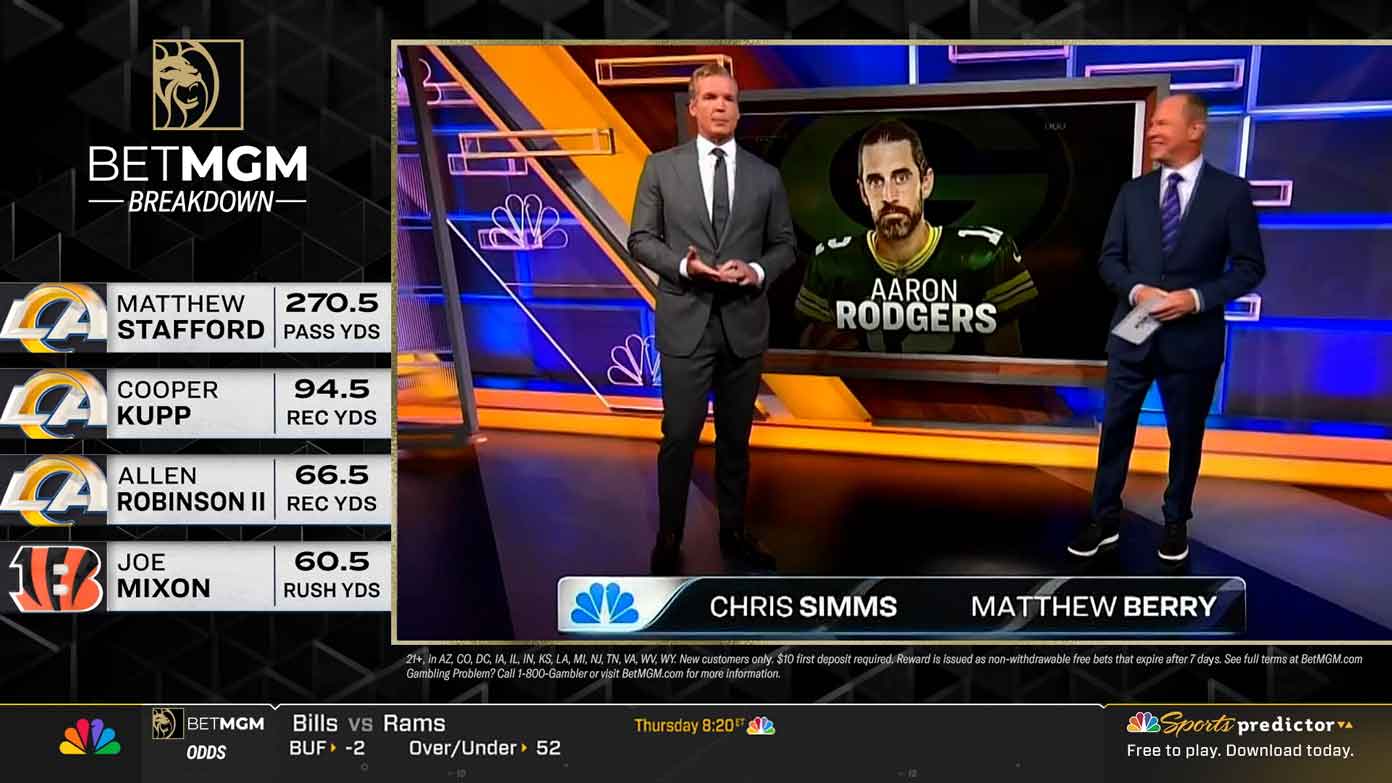 BETMGM
BREAKDOWN
MATTHEW
STAFFORD
270.5
PASS YDS
COOPER
KUPP
94.5
REC YDS
ALLEN
ROBINSON II
66.5
REC YDS
JOE
MIXON
60.5
RUSH YDS
AARON
RODGERS
CHRIS SIMMS
MATTHEW BERRY
21+, in AZ, CO, DC, IA, IL, IN, KS, LA, MI, NJ, TN, VA, WV, WY. New customers only. $10 first deposit required. Reward is issued as non-withdrawable free bets that expire after 7 days. See full terms at BetMGM.com
Gambling Problem? Call 1-800-Gambler or visit BetMGM.com for more information.
BETMGM
ODDS
Bills vs Rams
BUF -2
Over/Under 52
Thursday 8:20 ET
Sports predictor
Free to play. Download today.